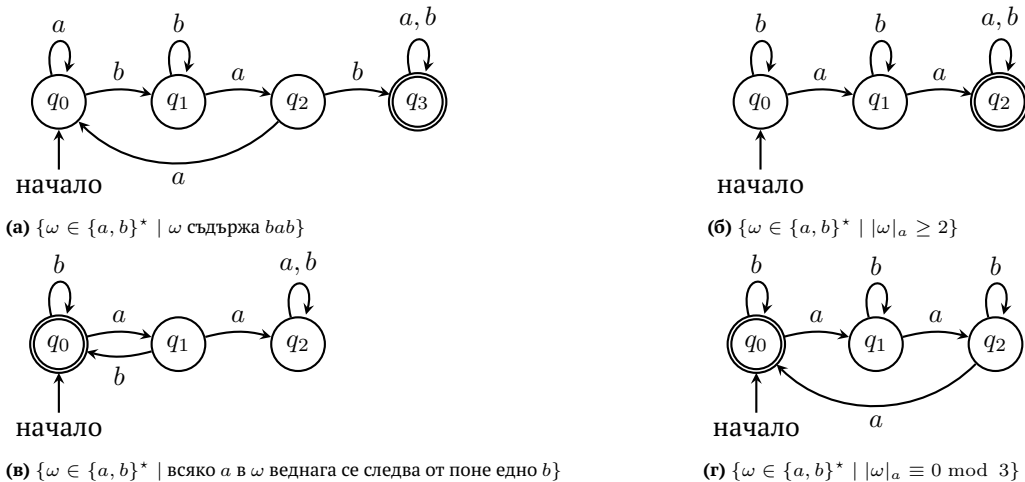 a b a, b
q₀ b q₁ a q₂ b q₃
a
начало
(а) {ω ∈ {a, b}* | ω съдържа bab}
b b a, b
q₀ a q₁ a q₂
начало
(б) {ω ∈ {a, b}* | |ω|ₐ ≥ 2}
b a, b
q₀ a q₁ a q₂
b
начало
(в) {ω ∈ {a, b}* | всяко a в ω веднага се следва от поне едно b}
b b b
q₀ a q₁ a q₂
a
начало
(г) {ω ∈ {a, b}* | |ω|ₐ ≡ 0 mod 3}